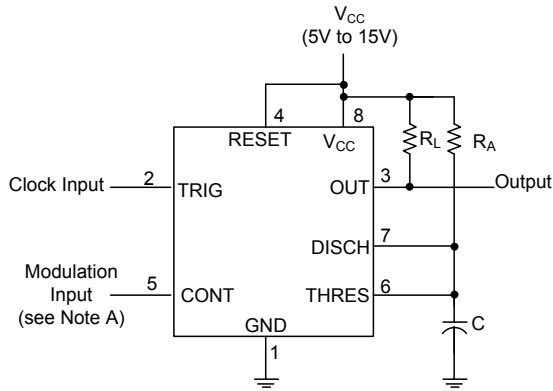 VCC
(5V to 15V)
4
8
RESET
VCC
RL
RA
Clock Input
2
TRIG
OUT
3
Output
DISCH
7
Modulation
Input
(see Note A)
5
CONT
THRES
6
GND
1
C